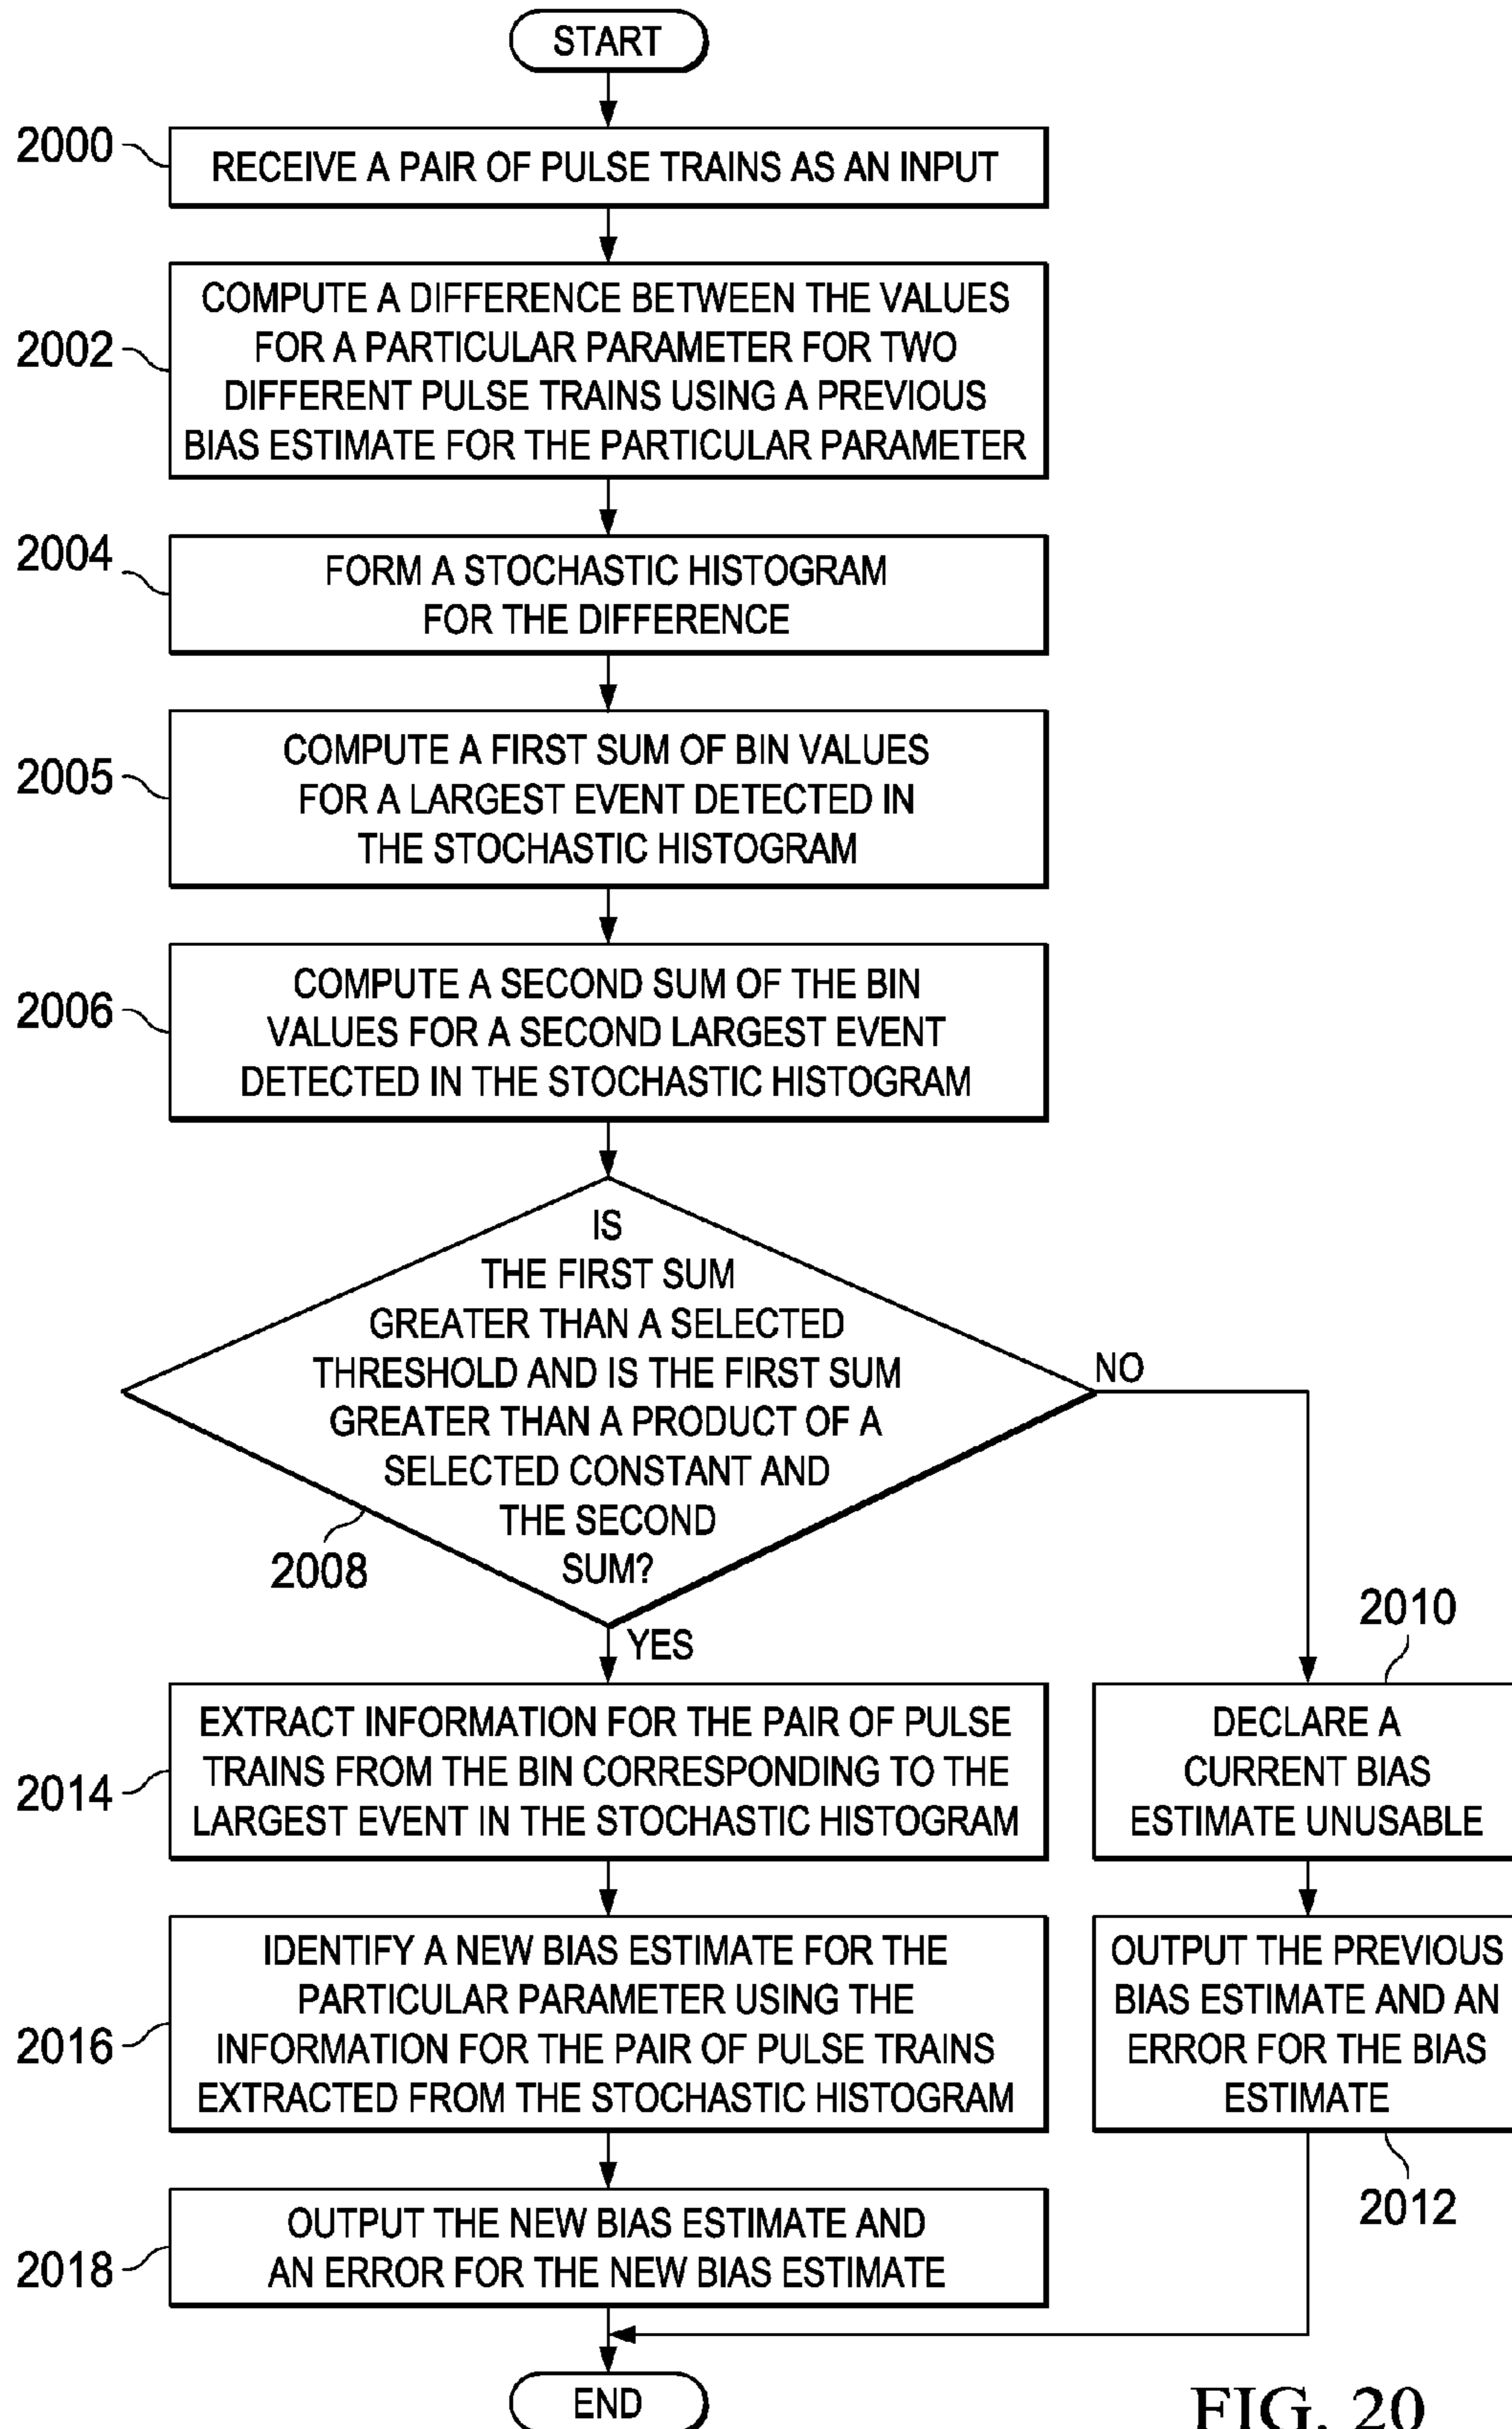 START
2000
RECEIVE A PAIR OF PULSE TRAINS AS AN INPUT
2002
COMPUTE A DIFFERENCE BETWEEN THE VALUES
FOR A PARTICULAR PARAMETER FOR TWO
DIFFERENT PULSE TRAINS USING A PREVIOUS
BIAS ESTIMATE FOR THE PARTICULAR PARAMETER
2004
FORM A STOCHASTIC HISTOGRAM
FOR THE DIFFERENCE
2005
COMPUTE A FIRST SUM OF BIN VALUES
FOR A LARGEST EVENT DETECTED IN
THE STOCHASTIC HISTOGRAM
2006
COMPUTE A SECOND SUM OF THE BIN
VALUES FOR A SECOND LARGEST EVENT
DETECTED IN THE STOCHASTIC HISTOGRAM
IS
THE FIRST SUM
GREATER THAN A SELECTED
THRESHOLD AND IS THE FIRST SUM
GREATER THAN A PRODUCT OF A
SELECTED CONSTANT AND
THE SECOND
SUM?
2008
NO
YES
2010
DECLARE A
CURRENT BIAS
ESTIMATE UNUSABLE
OUTPUT THE PREVIOUS
BIAS ESTIMATE AND AN
ERROR FOR THE BIAS
ESTIMATE
2012
2014
EXTRACT INFORMATION FOR THE PAIR OF PULSE
TRAINS FROM THE BIN CORRESPONDING TO THE
LARGEST EVENT IN THE STOCHASTIC HISTOGRAM
2016
IDENTIFY A NEW BIAS ESTIMATE FOR THE
PARTICULAR PARAMETER USING THE
INFORMATION FOR THE PAIR OF PULSE TRAINS
EXTRACTED FROM THE STOCHASTIC HISTOGRAM
2018
OUTPUT THE NEW BIAS ESTIMATE AND
AN ERROR FOR THE NEW BIAS ESTIMATE
END
FIG. 20